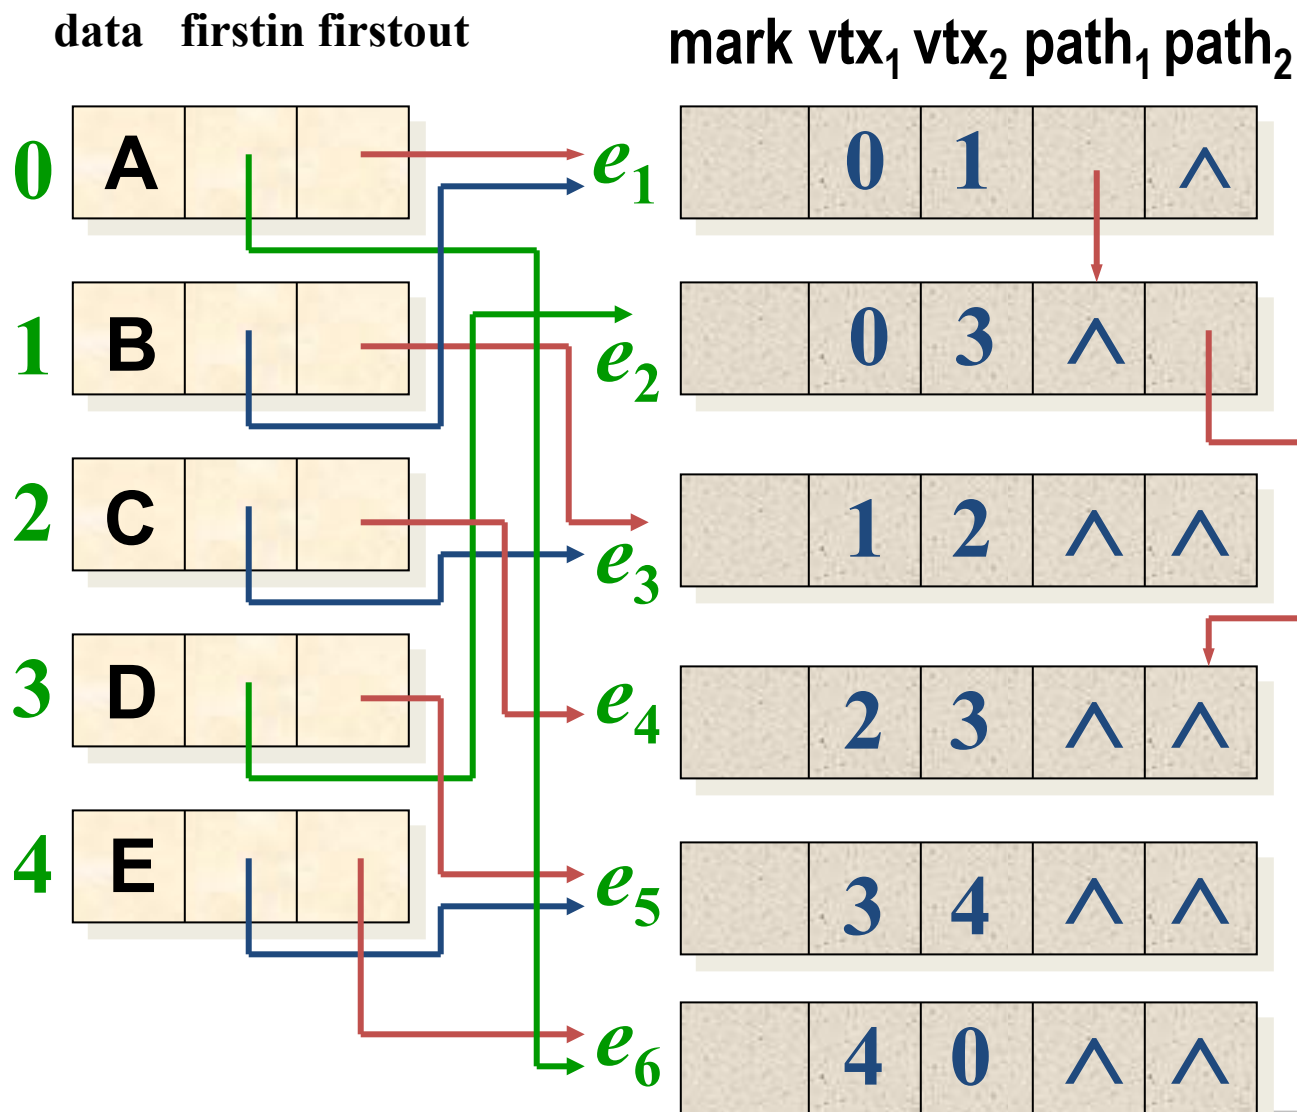 data firstin firstout mark vtx1 vtx2 path1 path2
0 A e1 0 1 ∧
1 B e2 0 3 ∧
2 C e3 1 2 ∧ ∧
3 D e4 2 3 ∧ ∧
4 E e5 3 4 ∧ ∧
e6 4 0 ∧ ∧